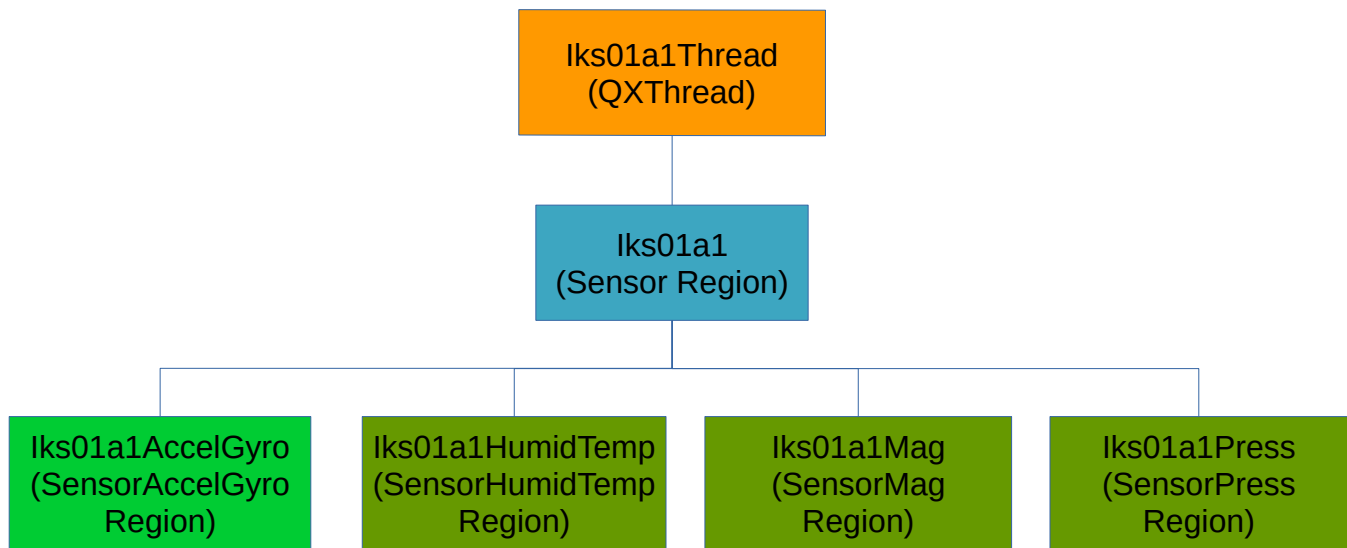 Iks01a1Thread
(QXThread)
Iks01a1
(Sensor Region)
Iks01a1AccelGyro
(SensorAccelGyro
Region)
Iks01a1HumidTemp
(SensorHumidTemp
Region)
Iks01a1Mag
(SensorMag
Region)
Iks01a1Press
(SensorPress
Region)